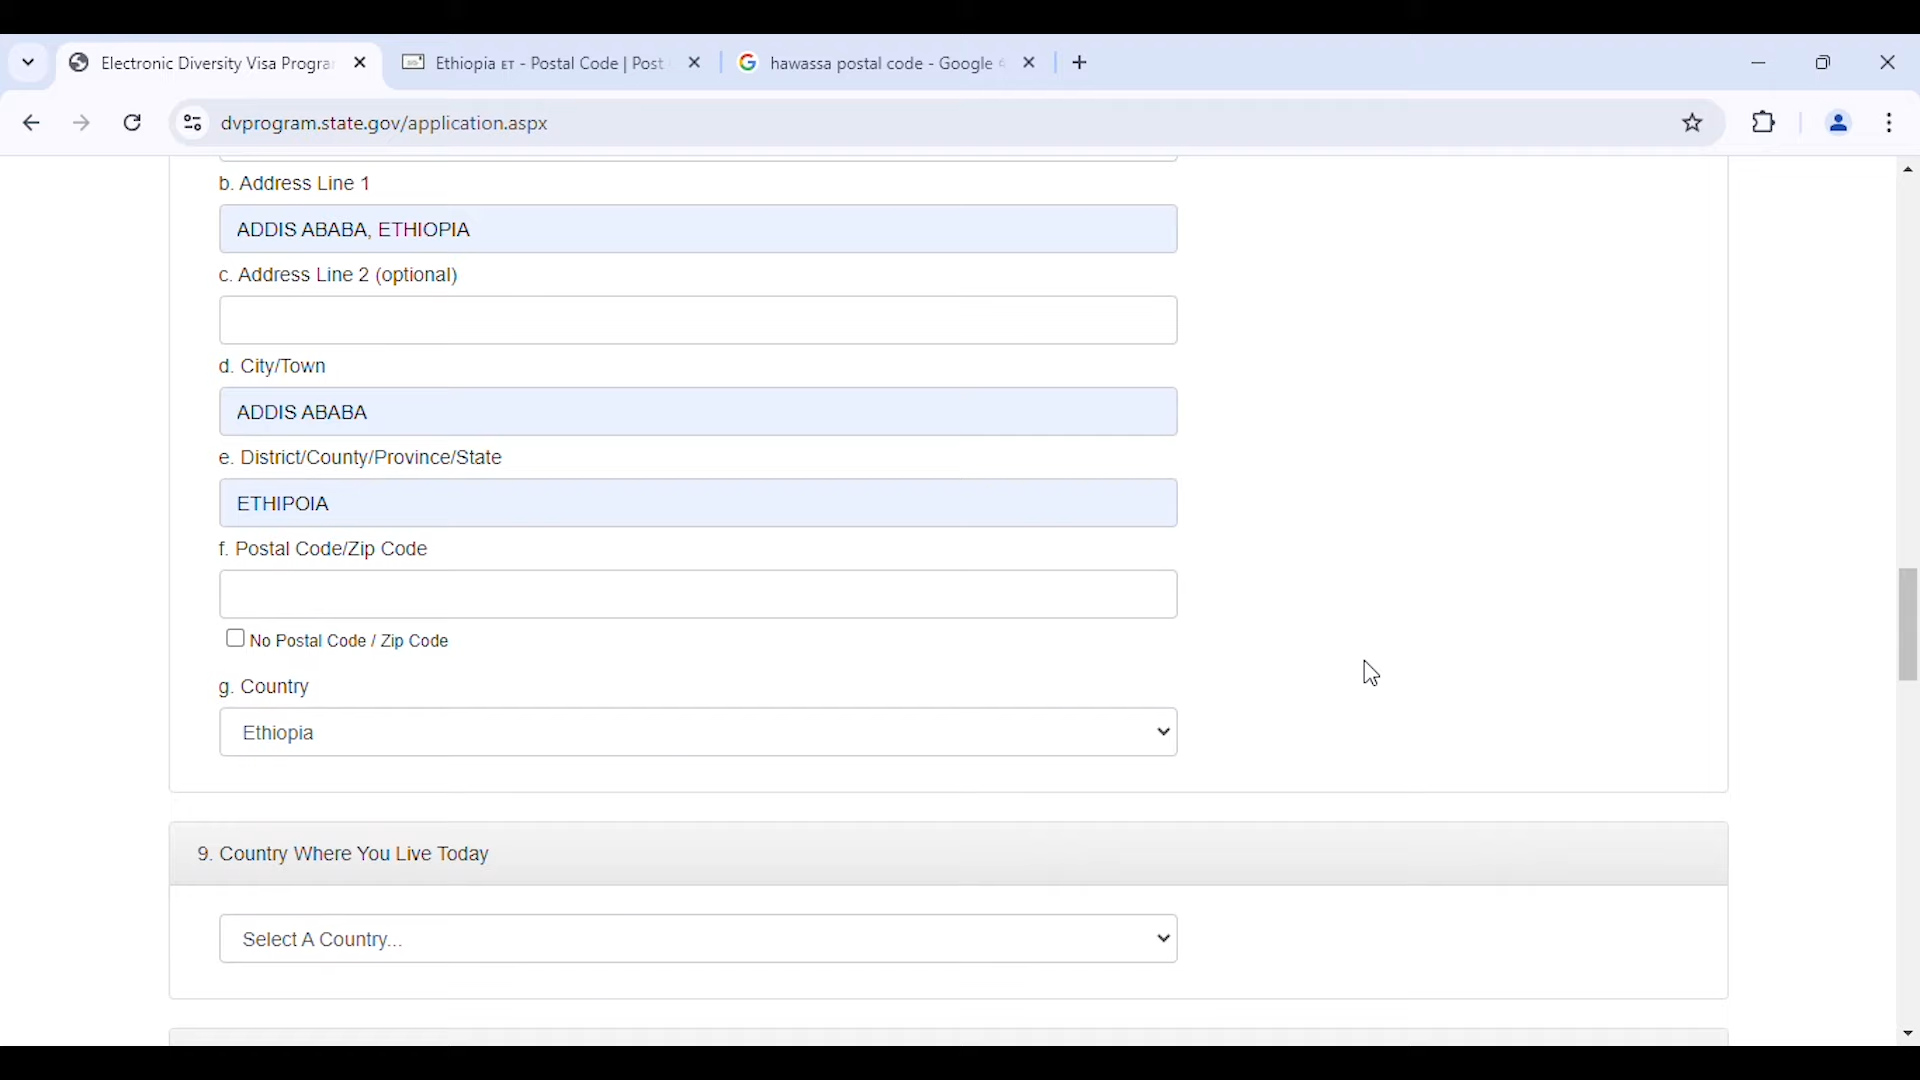 Electronic Diversity Visa Progra
Ethiopia ET - Postal Code | Post
hawassa postal code - Google
dvprogram.state.gov/application.aspx
b. Address Line 1
ADDIS ABABA, ETHIOPIA
c. Address Line 2 (optional)
d. City/Town
ADDIS ABABA
e. District/County/Province/State
ETHIPOIA
f. Postal Code/Zip Code
No Postal Code / Zip Code
g. Country
Ethiopia
9. Country Where You Live Today
Select A Country...